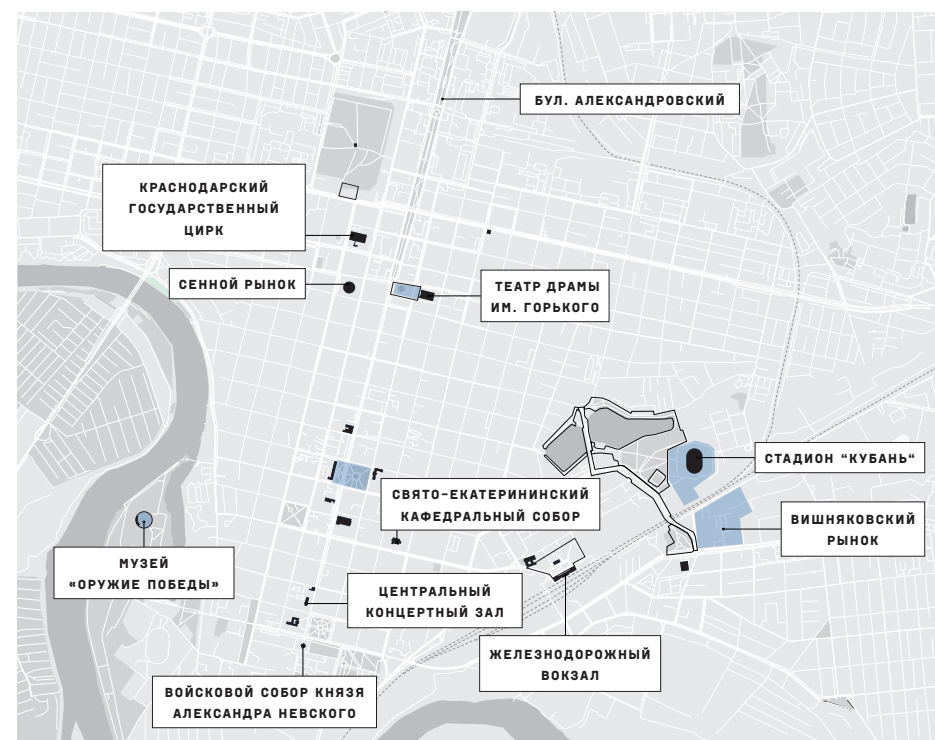 БУЛ. АЛЕКСАНДРОВСКИЙ
КРАСНОДАРСКИЙ
ГОСУДАРСТВЕННЫЙ
ЦИРК
СЕННОЙ РЫНОК
ТЕАТР ДРАМЫ
ИМ. ГОРЬКОГО
СТАДИОН “КУБАНЬ“
СВЯТО-ЕКАТЕРИНИНСКИЙ
КАФЕДРАЛЬНЫЙ СОБОР
ВИШНЯКОВСКИЙ
РЫНОК
МУЗЕЙ
«ОРУЖИЕ ПОБЕДЫ»
ЦЕНТРАЛЬНЫЙ
КОНЦЕРТНЫЙ ЗАЛ
ЖЕЛЕЗНОДОРОЖНЫЙ
ВОКЗАЛ
ВОЙСКОВОЙ СОБОР КНЯЗЯ
АЛЕКСАНДРА НЕВСКОГО